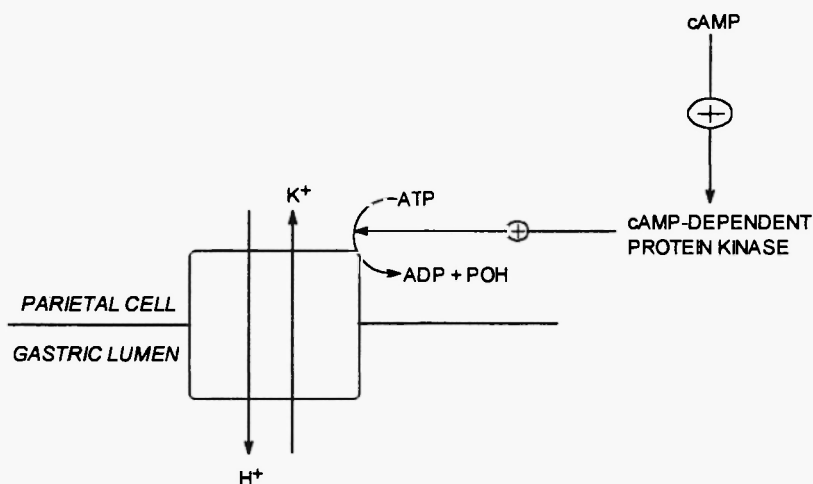 cAMP
K⁺
ATP
cAMP-DEPENDENT
PROTEIN KINASE
ADP + POH
PARIETAL CELL
GASTRIC LUMEN
H⁺